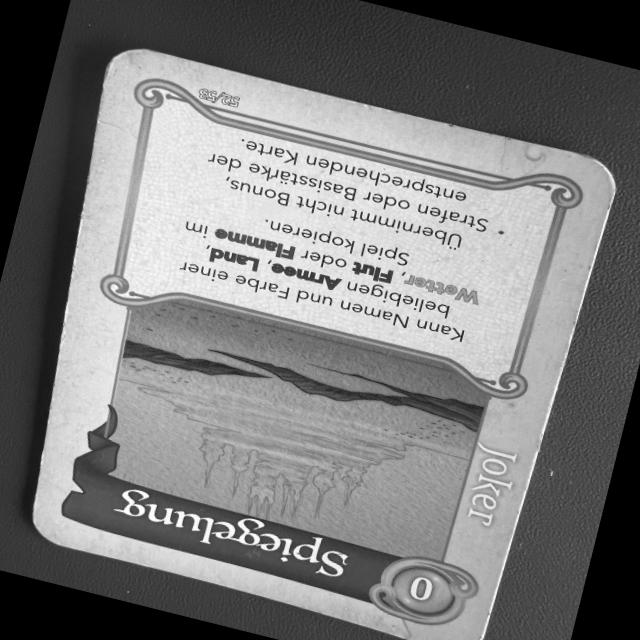 0
Spiegelung
Joker
Kann Namen und Farbe einer
beliebigen Armee, Land,
Wetter, Flut oder Flamme im
Spiel kopieren.
• Übernimmt nicht Bonus,
Strafen oder Basisstärke der
entsprechenden Karte.
52/53